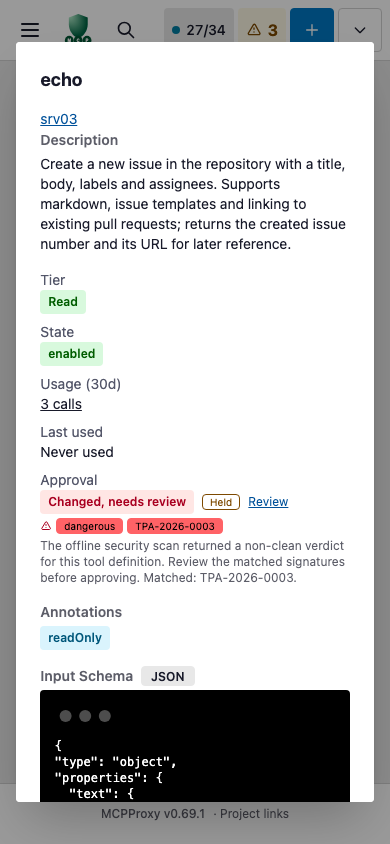 27/34
3
echo
srv03
Description
Create a new issue in the repository with a title,
body, labels and assignees. Supports
markdown, issue templates and linking to
existing pull requests; returns the created issue
number and its URL for later reference.
Tier
Read
State
enabled
Usage (30d)
3 calls
Last used
Never used
Approval
Changed, needs review Held Review
dangerous TPA-2026-0003
The offline security scan returned a non-clean verdict
for this tool definition. Review the matched signatures
before approving. Matched: TPA-2026-0003.
Annotations
readOnly
Input Schema JSON
{
"type": "object",
"properties": {
"text": {
MCPProxy v0.69.1 · Project links